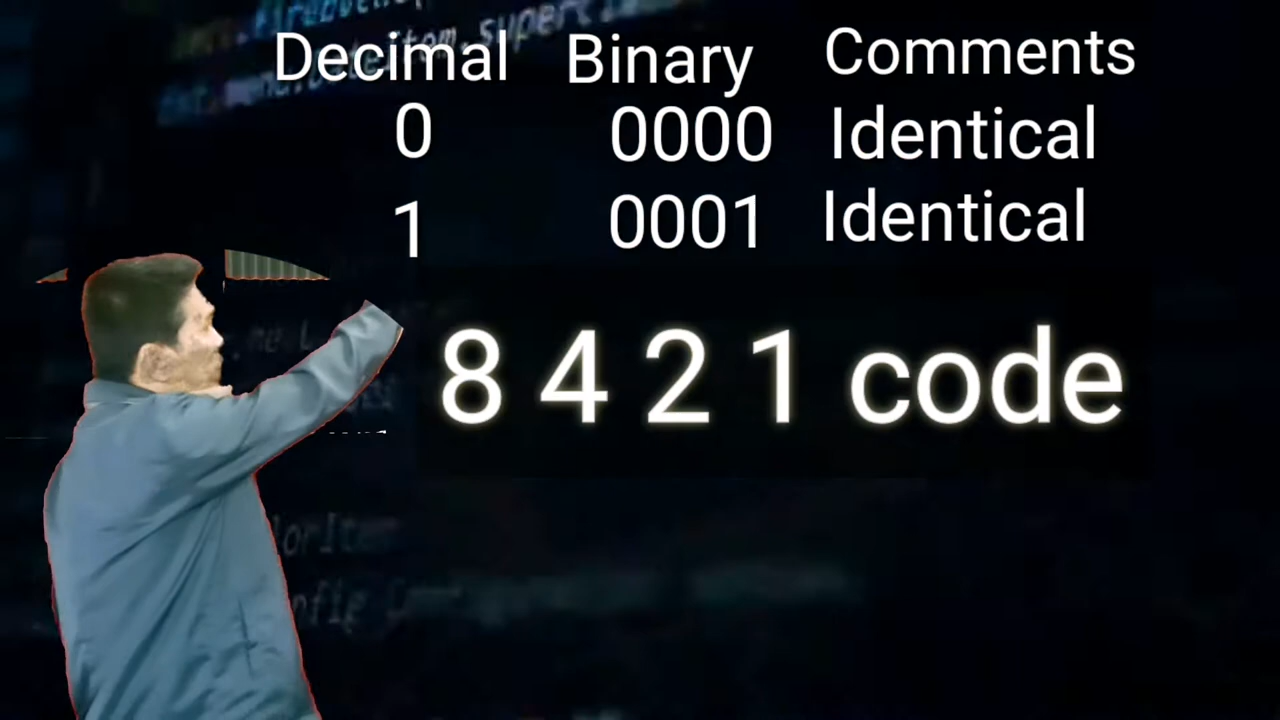 Decimal Binary Comments
0 0000 Identical
1 0001 Identical
8 4 2 1 code